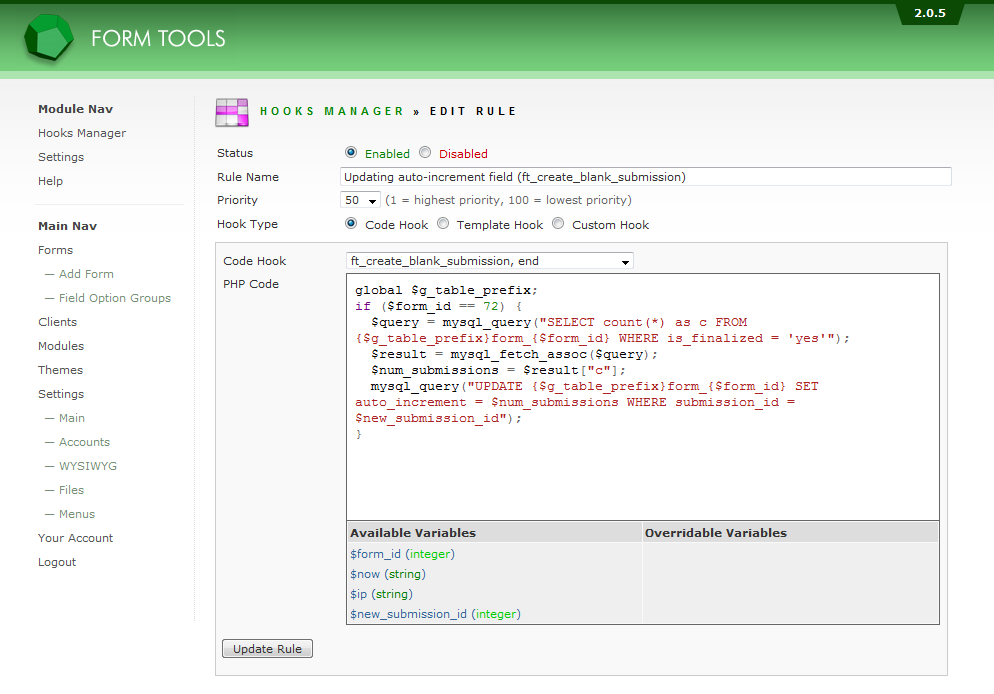 2.0.5
FORM TOOLS
Module Nav
Hooks Manager
Settings
Help
Main Nav
Forms
— Add Form
— Field Option Groups
Clients
Modules
Themes
Settings
— Main
— Accounts
— WYSIWYG
— Files
— Menus
Your Account
Logout
HOOKS MANAGER » EDIT RULE
Status Enabled Disabled
Rule Name Updating auto-increment field (ft_create_blank_submission)
Priority 50 (1 = highest priority, 100 = lowest priority)
Hook Type Code Hook Template Hook Custom Hook
Code Hook ft_create_blank_submission, end
PHP Code
global $g_table_prefix;
if ($form_id == 72) {
$query = mysql_query("SELECT count(*) as c FROM
{$g_table_prefix}form_{$form_id} WHERE is_finalized = 'yes'");
$result = mysql_fetch_assoc($query);
$num_submissions = $result["c"];
mysql_query("UPDATE {$g_table_prefix}form_{$form_id} SET
auto_increment = $num_submissions WHERE submission_id =
$new_submission_id");
}
Available Variables Overridable Variables
$form_id (integer)
$now (string)
$ip (string)
$new_submission_id (integer)
Update Rule